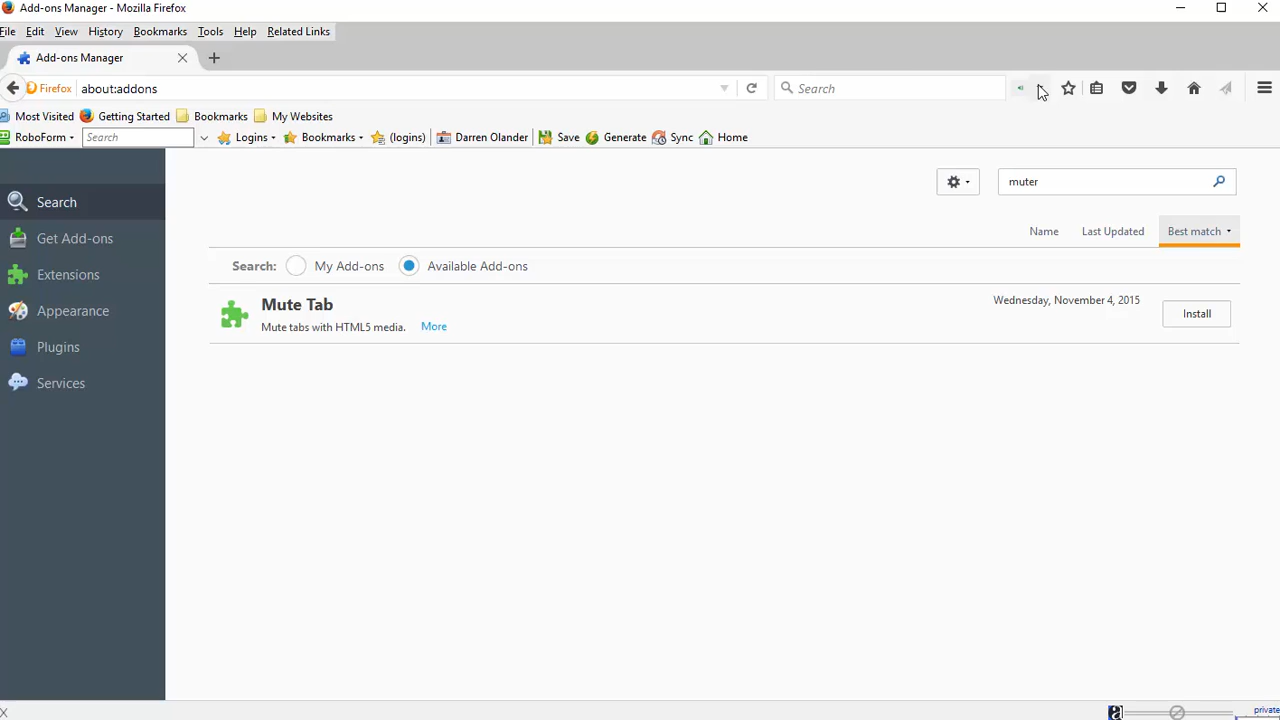 Add-ons Manager - Mozilla Firefox
File Edit View History Bookmarks Tools Help Related Links
Add-ons Manager
Firefox about:addons Search
Most Visited Getting Started Bookmarks My Websites
RoboForm Search Logins Bookmarks (logins) Darren Olander Save Generate Sync Home
muter
Name Last Updated Best match
Search: My Add-ons Available Add-ons
Search
Get Add-ons
Extensions
Appearance
Plugins
Services
Mute Tab
Mute tabs with HTML5 media. More
Wednesday, November 4, 2015
Install
private